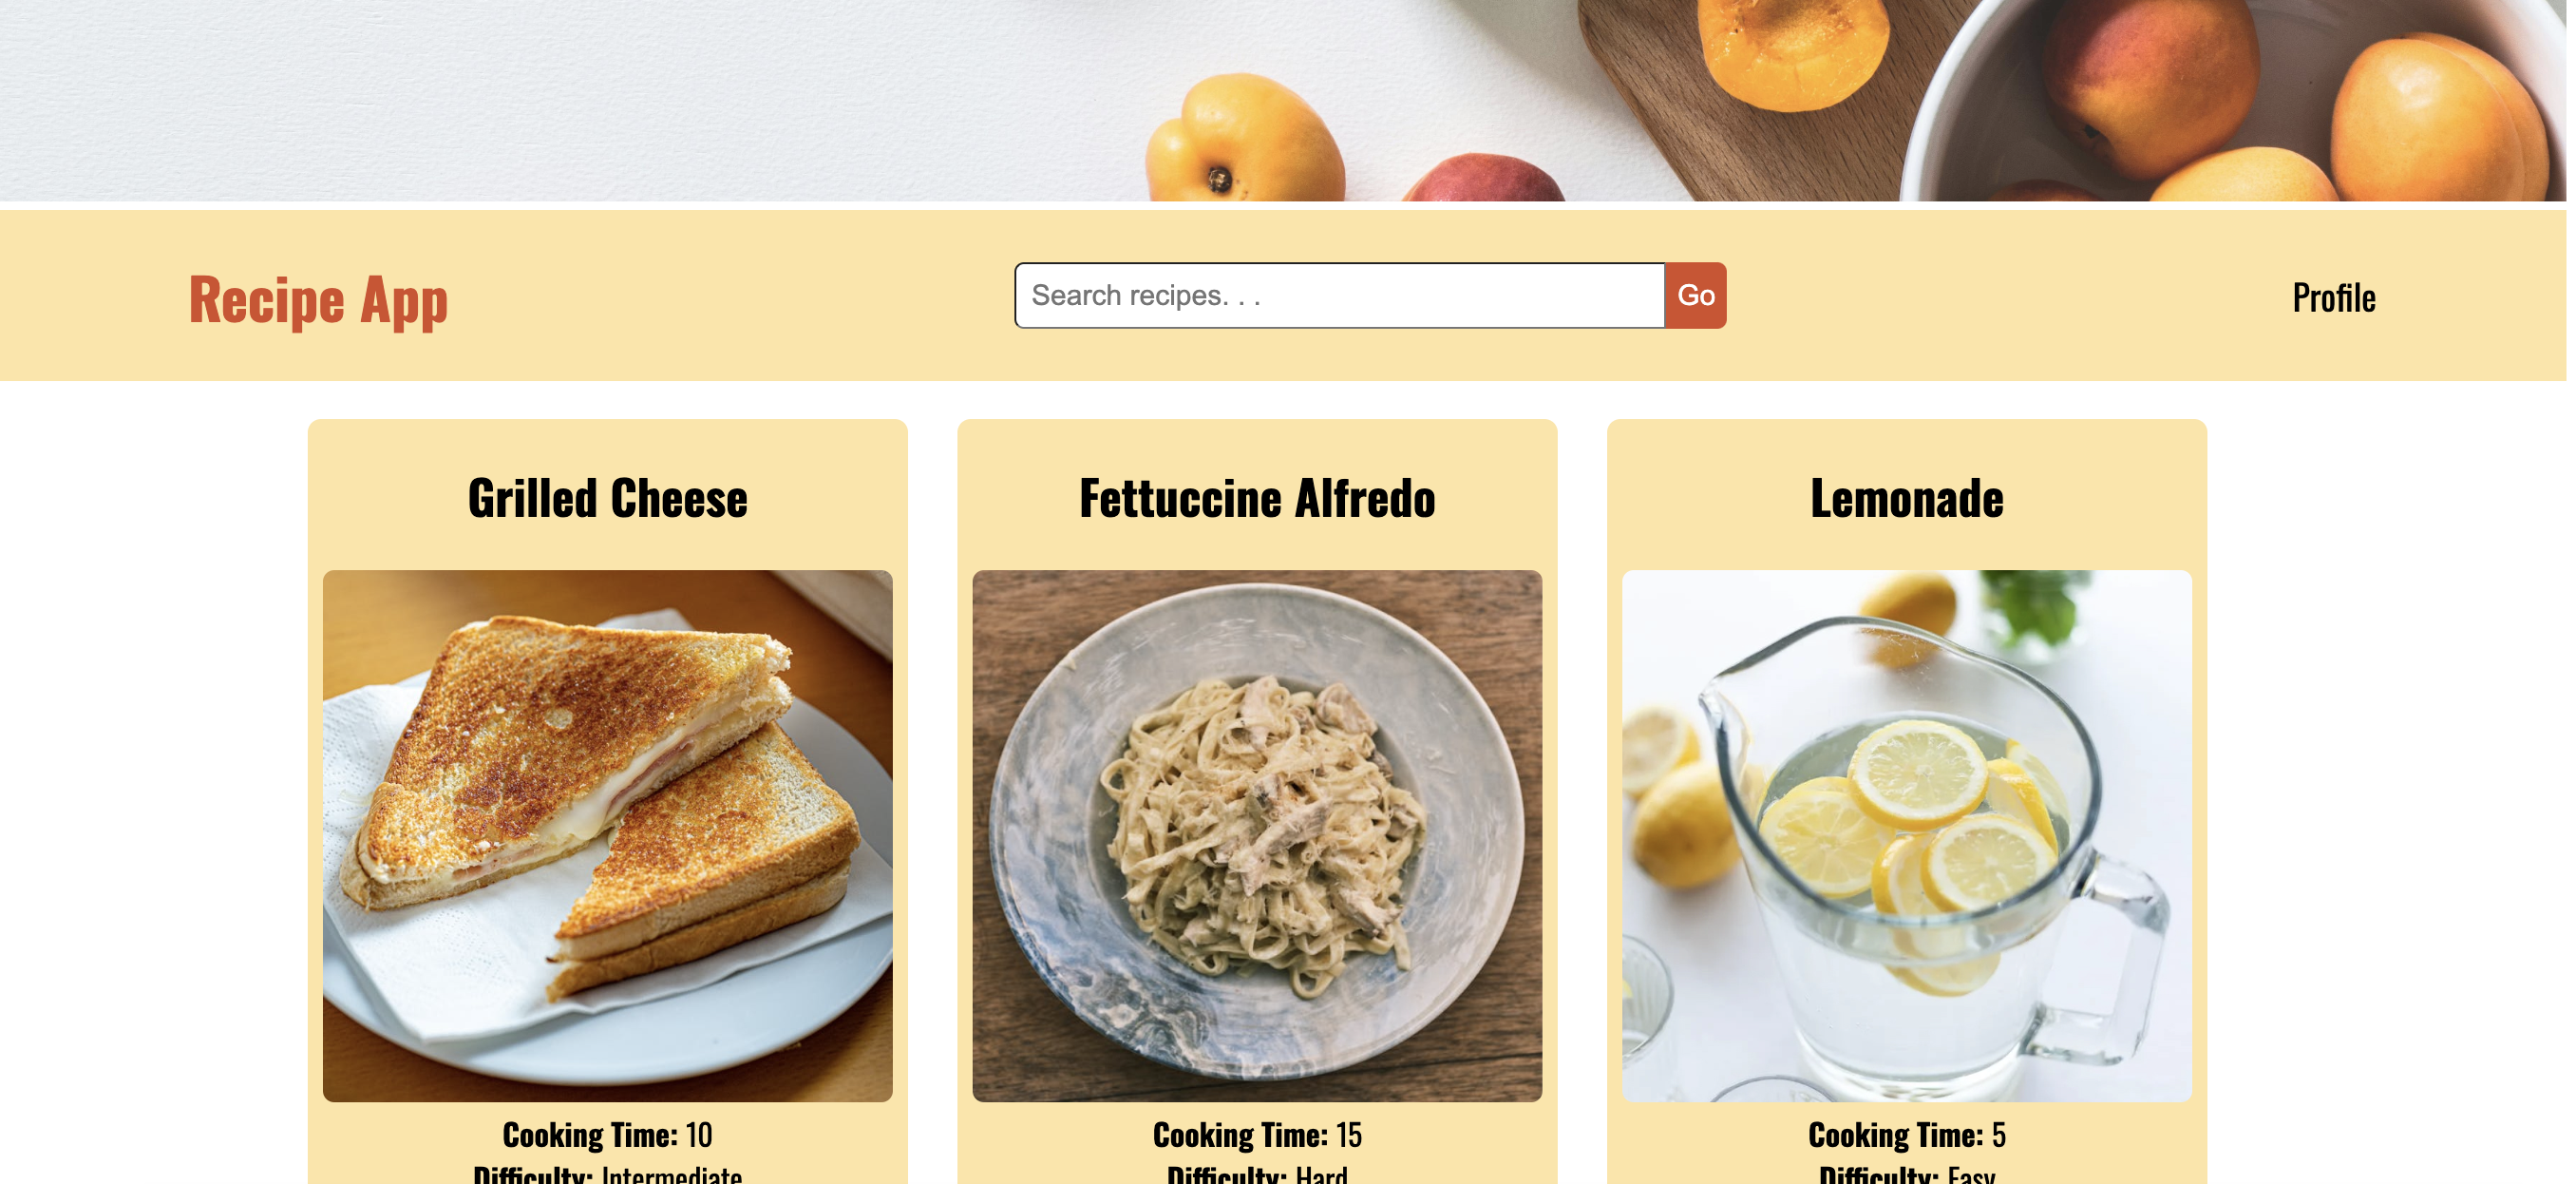 Recipe App
Search recipes. . .
Go
Profile
Grilled Cheese
Cooking Time: 10
Difficulty: Intermediate
Fettuccine Alfredo
Cooking Time: 15
Difficulty: Hard
Lemonade
Cooking Time: 5
Difficulty: Easy